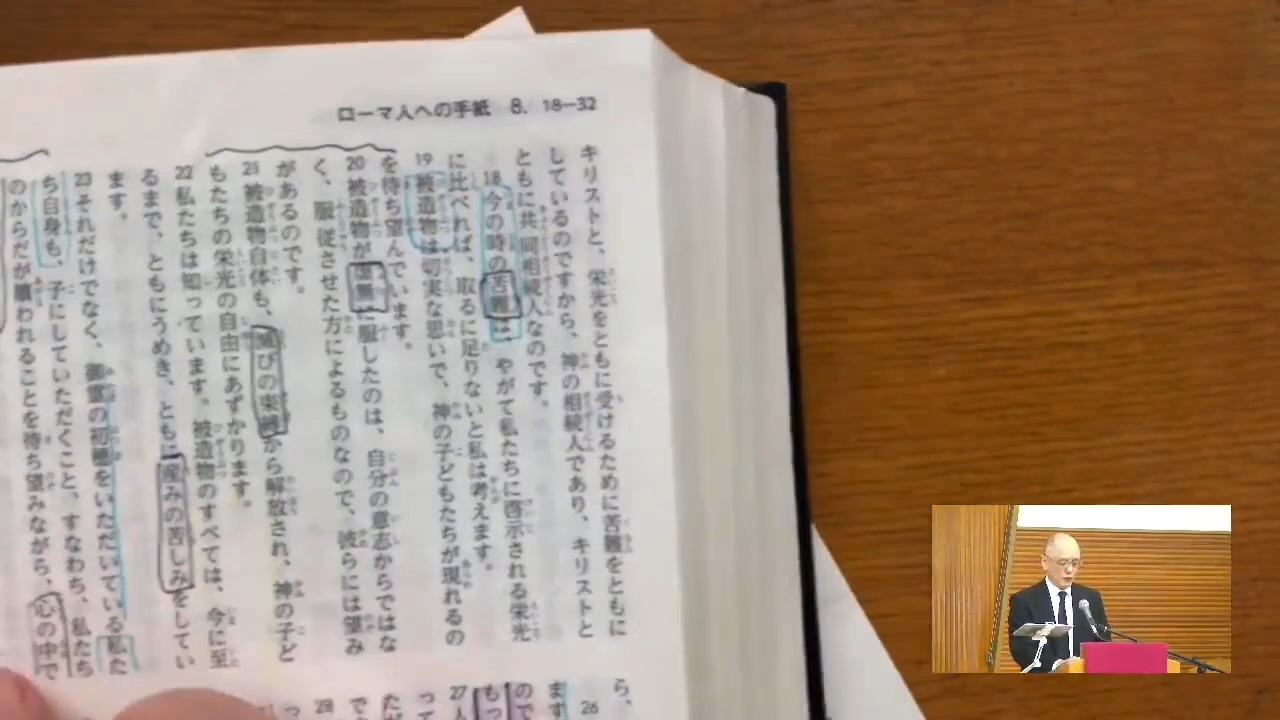 ローマ人への手紙 8. 18—32
キリストと、栄光をともに受けるために苦難をともに
しているのですから、神の相続人であり、キリストと
ともに共同相続人なのです。
18 今の時の苦難は、やがて私たちに啓示される栄光
に比べれば、取るに足りないと私は考えます。
19 被造物は切実な思いで、神の子どもたちが現れるの
を待ち望んでいます。
20 被造物が虚無に服したのは、自分の意志からではな
く、服従させた方によるものなので、彼らには望み
があるのです。
21 被造物自体も、滅びの束縛から解放され、神の子ど
もたちの栄光の自由にあずかります。
22 私たちは知っています。被造物のすべては、今に至
るまで、ともにうめき、ともに産みの苦しみをしてい
ます。
23 それだけでなく、御霊の初穂をいただいている私た
ち自身も、子にしていただくこと、すなわち、私たち
のからだが贖われることを待ち望みながら、心の中で
ら、
26
ます
ので
もっ
27 人
って
た
で
28
っ